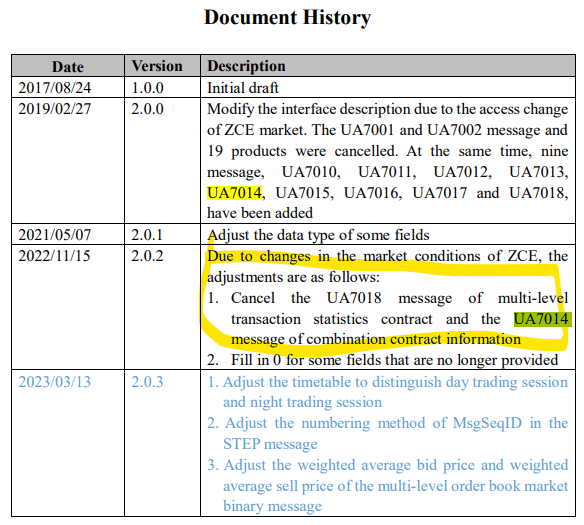 Document History
Date Version Description
2017/08/24 1.0.0 Initial draft
2019/02/27 2.0.0 Modify the interface description due to the access change
of ZCE market. The UA7001 and UA7002 message and
19 products were cancelled. At the same time, nine
message, UA7010, UA7011, UA7012, UA7013,
UA7014, UA7015, UA7016, UA7017 and UA7018,
have been added
2021/05/07 2.0.1 Adjust the data type of some fields
2022/11/15 2.0.2 Due to changes in the market conditions of ZCE, the
adjustments are as follows:
1. Cancel the UA7018 message of multi-level
transaction statistics contract and the UA7014
message of combination contract information
2. Fill in 0 for some fields that are no longer provided
2023/03/13 2.0.3 1. Adjust the timetable to distinguish day trading session
and night trading session
2. Adjust the numbering method of MsgSeqID in the
STEP message
3. Adjust the weighted average bid price and weighted
average sell price of the multi-level order book market
binary message